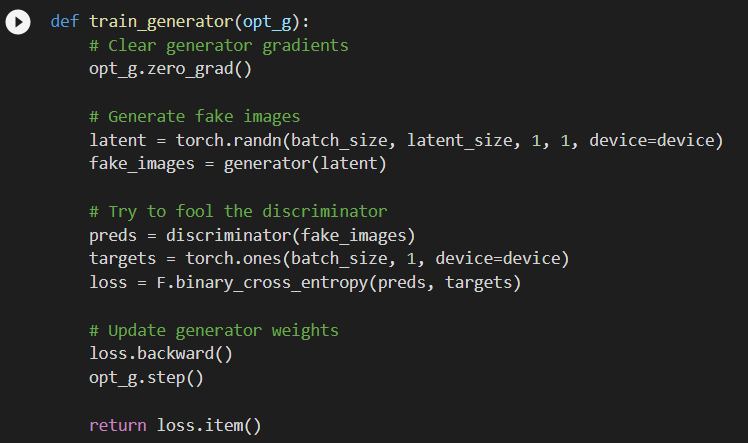 def train_generator(opt_g):
    # Clear generator gradients
    opt_g.zero_grad()

    # Generate fake images
    latent = torch.randn(batch_size, latent_size, 1, 1, device=device)
    fake_images = generator(latent)

    # Try to fool the discriminator
    preds = discriminator(fake_images)
    targets = torch.ones(batch_size, 1, device=device)
    loss = F.binary_cross_entropy(preds, targets)

    # Update generator weights
    loss.backward()
    opt_g.step()

    return loss.item()